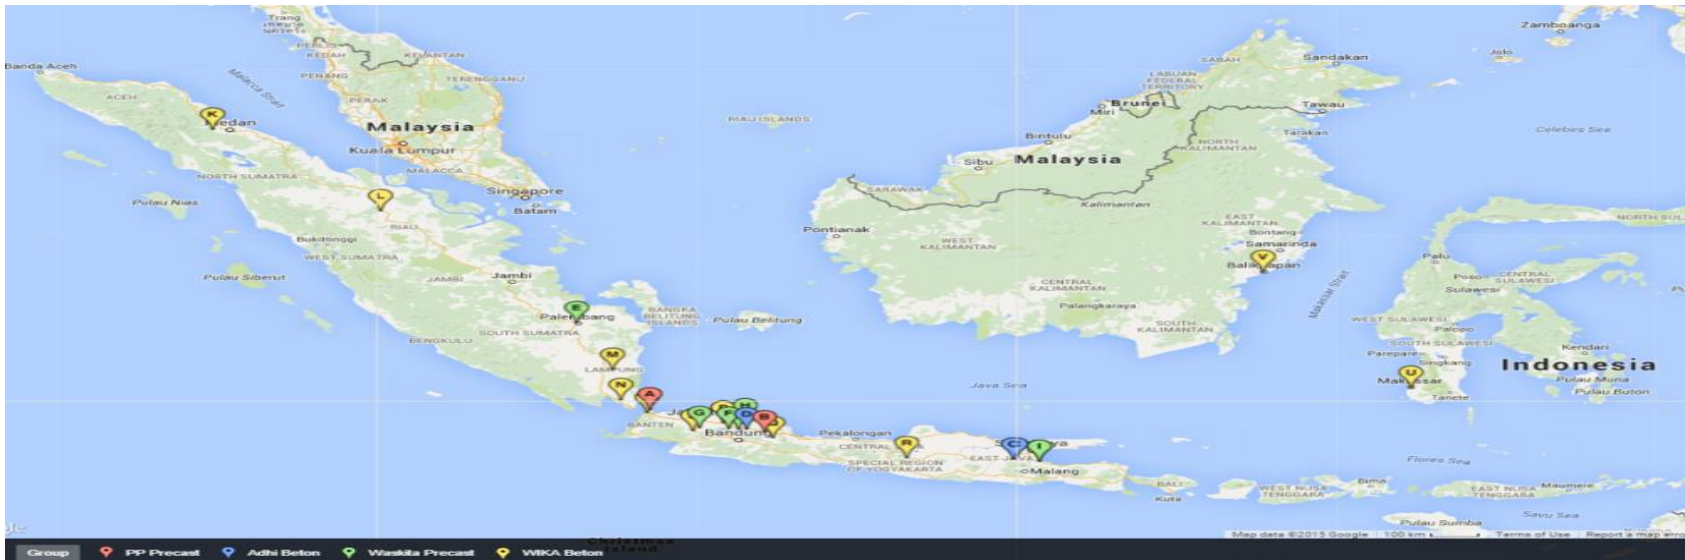 Trang
Zamboanga
PERLIS
KEDAH
KELANTAN
Sandakan
Jolo
Banda Aceh
Malacca Strait
PENANG
TERENGGANU
SABAH
LABUAN
FEDERAL
TERRITORY
ACEH
PERAK
Brunei
Miri
Tawau
K
Medan
Malaysia
RIAU ISLANDS
Bintulu
Tarakan
Celebes Sea
Kuala Lumpur
NORTH
KALIMANTAN
Sibu
Malaysia
NORTH SUMATRA
MALACCA
SARAWAK
Singapore
Pulau Nias
L
Batam
Kalimantan
RIAU
EAST
KALIMANTAN
NORTH SUL
Pontianak
Bontang
Bukittinggi
WEST
KALIMANTAN
Samarinda
WEST SUMATRA
V
Balikpapan
Palu
Pulau Siberut
JAMBI
Jambi
CENTRAL
KALIMANTAN
Makassar Strait
Poso
CENTRAL
SULAWESI
Sulawesi
E
Palembang
BANGKA
BELITUNG
ISLANDS
Pulau Belitung
Palangkaraya
SOUTH SUMATRA
SOUTH
KALIMANTAN
WEST SULAWESI
Palopo
BENGKULU
SOUTH SULAWESI
Kendari
M
Parepare
Singkang
Indonesia
LAMPUNG
U
Makassar
Pulau Muna
N
A
Java Sea
Pulau Buton
Tanete
G
F
H
D
B
BANTEN
Bandung
Pekalongan
R
C
I
CENTRAL
EAST JAVA
SPECIAL REGION
OF YOGYAKARTA
Malang
Flores Sea
BALI
Kuta
WEST NUSA
TENGGARA
Bima
EAST NUSA
TENGGARA
Maumere
Savu Sea
Pulau Sumba
Map data ©2015 Google
100 km
Terms of Use
Report a map erro
Christmas
Island
Group
PP Precast
Adhi Beton
Waskita Precast
WIKA Beton